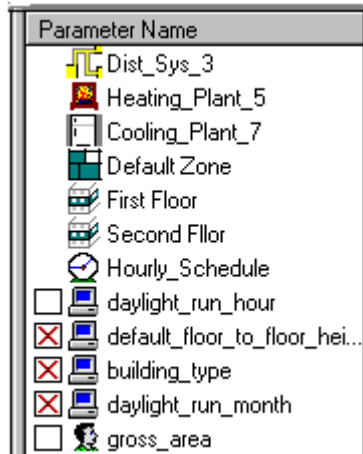 Parameter Name
Dist_Sys_3
Heating_Plant_5
Cooling_Plant_7
Default Zone
First Floor
Second Fllor
Hourly_Schedule
daylight_run_hour
default_floor_to_floor_hei...
building_type
daylight_run_month
gross_area